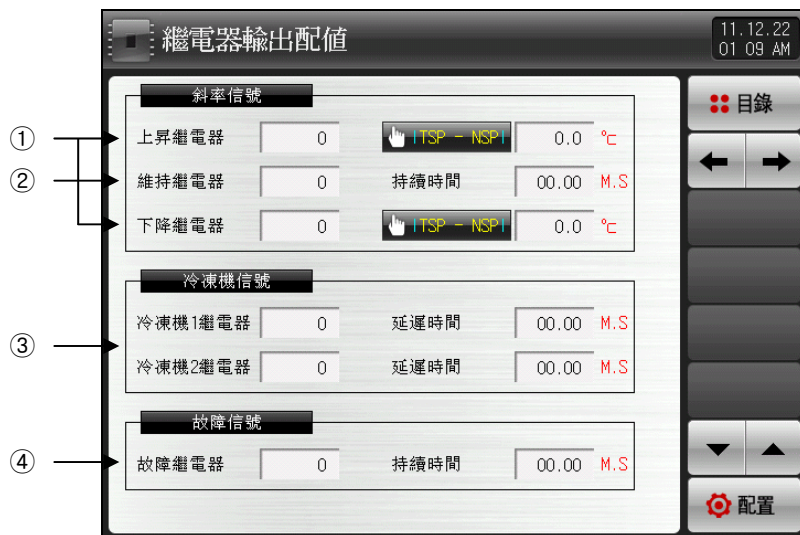 繼電器輸出配值
11.12.22
01 09 AM
斜率信號
① 上昇繼電器 0 |TSP - NSP| 0.0 ℃
② 維持繼電器 0 持續時間 00.00 M.S
下降繼電器 0 |TSP - NSP| 0.0 ℃
冷凍機信號
③
冷凍機1繼電器 0 延遲時間 00.00 M.S
冷凍機2繼電器 0 延遲時間 00.00 M.S
故障信號
④ 故障繼電器 0 持續時間 00.00 M.S
目錄
配置